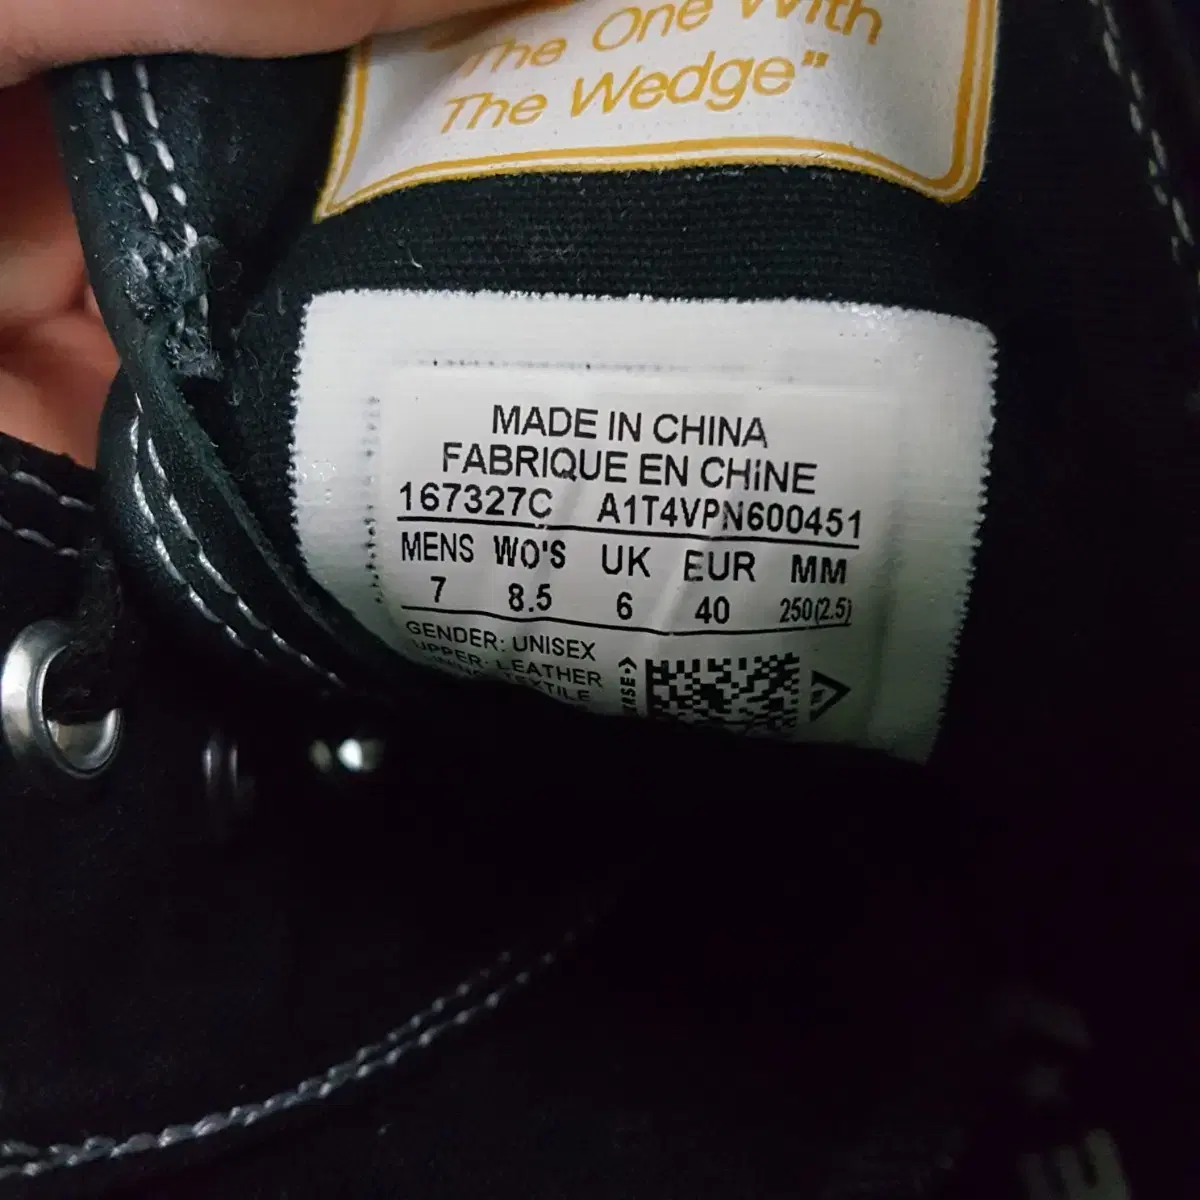 The One With
The Wedge"
MADE IN CHINA
FABRIQUE EN CHINE
167327C A1T4VPN600451
MENS WO'S UK EUR MM
7 8.5 6 40 250(2.5)
GENDER: UNISEX
UPPER: LEATHER
TEXTILE